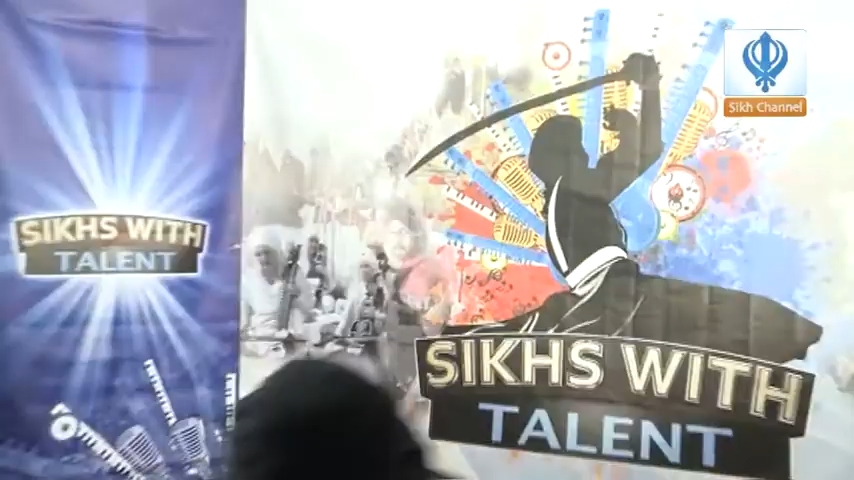 Sikh Channel
SIKHS WITH
TALENT
SIKHS WITH
TALENT